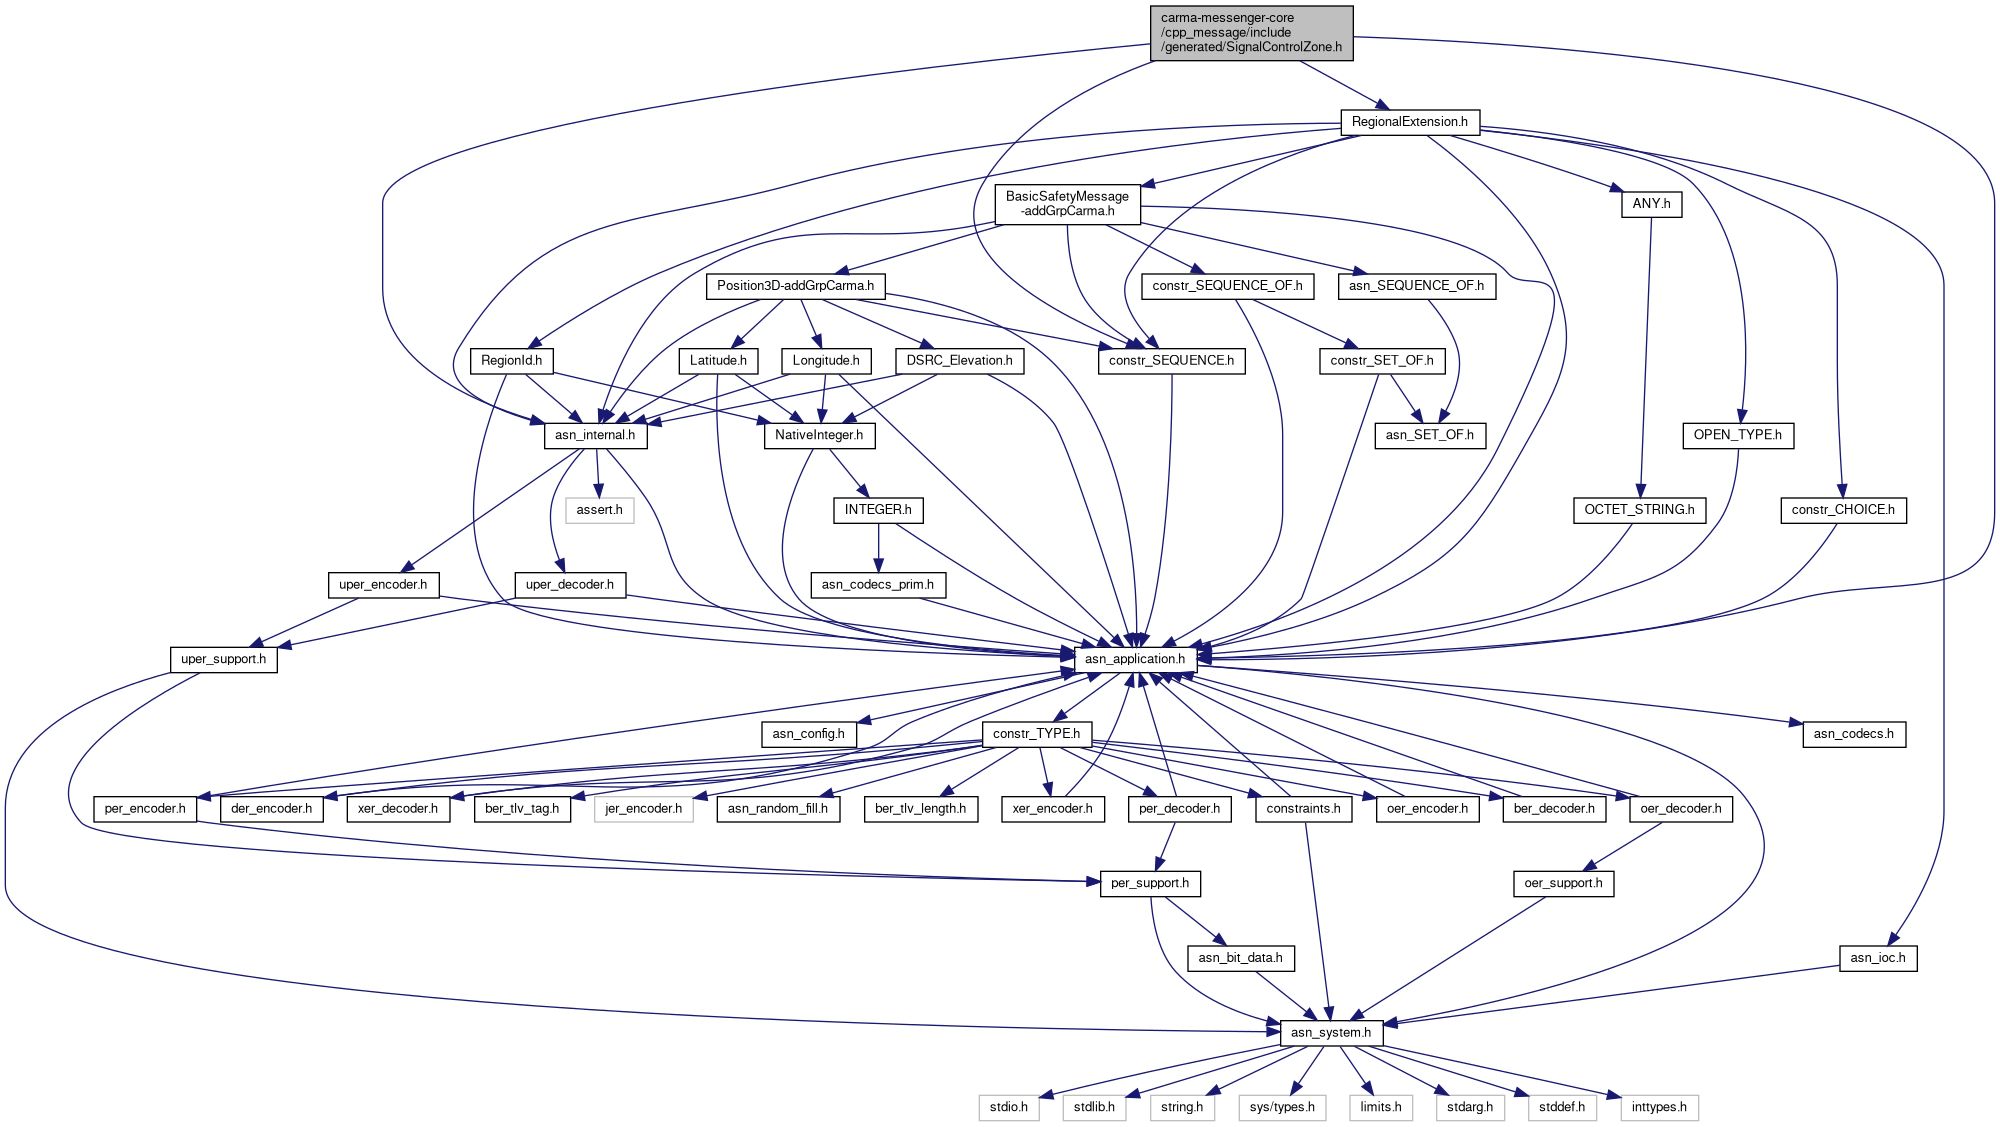 carma-messenger-core
/cpp_message/include
/generated/SignalControlZone.h
RegionalExtension.h
BasicSafetyMessage
-addGrpCarma.h
ANY.h
Position3D-addGrpCarma.h
constr_SEQUENCE_OF.h
asn_SEQUENCE_OF.h
RegionId.h
Latitude.h
Longitude.h
DSRC_Elevation.h
constr_SEQUENCE.h
constr_SET_OF.h
asn_internal.h
NativeInteger.h
asn_SET_OF.h
OPEN_TYPE.h
assert.h
INTEGER.h
OCTET_STRING.h
constr_CHOICE.h
uper_encoder.h
uper_decoder.h
asn_codecs_prim.h
uper_support.h
asn_application.h
asn_config.h
constr_TYPE.h
asn_codecs.h
per_encoder.h
der_encoder.h
xer_decoder.h
ber_tlv_tag.h
jer_encoder.h
asn_random_fill.h
ber_tlv_length.h
xer_encoder.h
per_decoder.h
constraints.h
oer_encoder.h
ber_decoder.h
oer_decoder.h
per_support.h
oer_support.h
asn_bit_data.h
asn_ioc.h
asn_system.h
stdio.h
stdlib.h
string.h
sys/types.h
limits.h
stdarg.h
stddef.h
inttypes.h